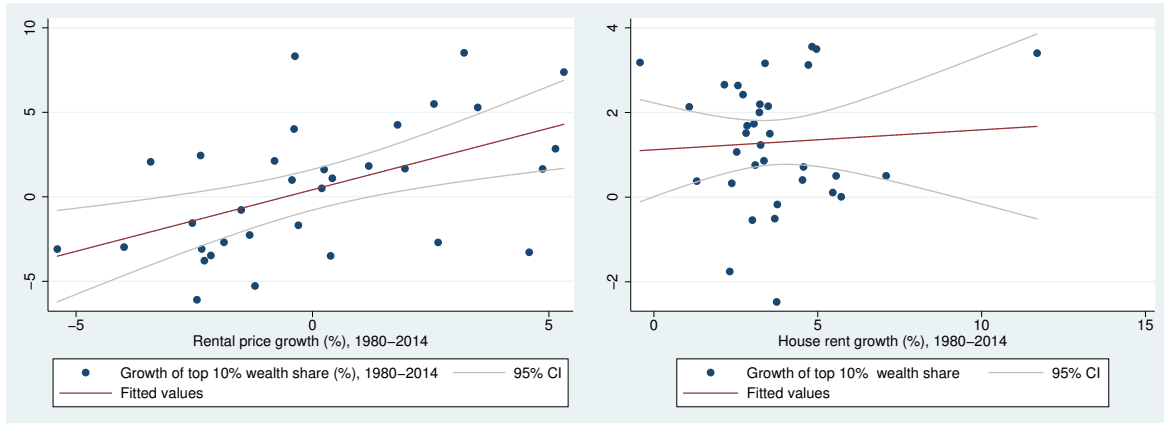 10
5
0
−5
−5
0
5
Rental price growth (%), 1980−2014
Growth of top 10% wealth share (%), 1980−2014
95% CI
Fitted values
4
2
0
−2
0
5
10
15
House rent growth (%), 1980−2014
Growth of top 10% wealth share
95% CI
Fitted values